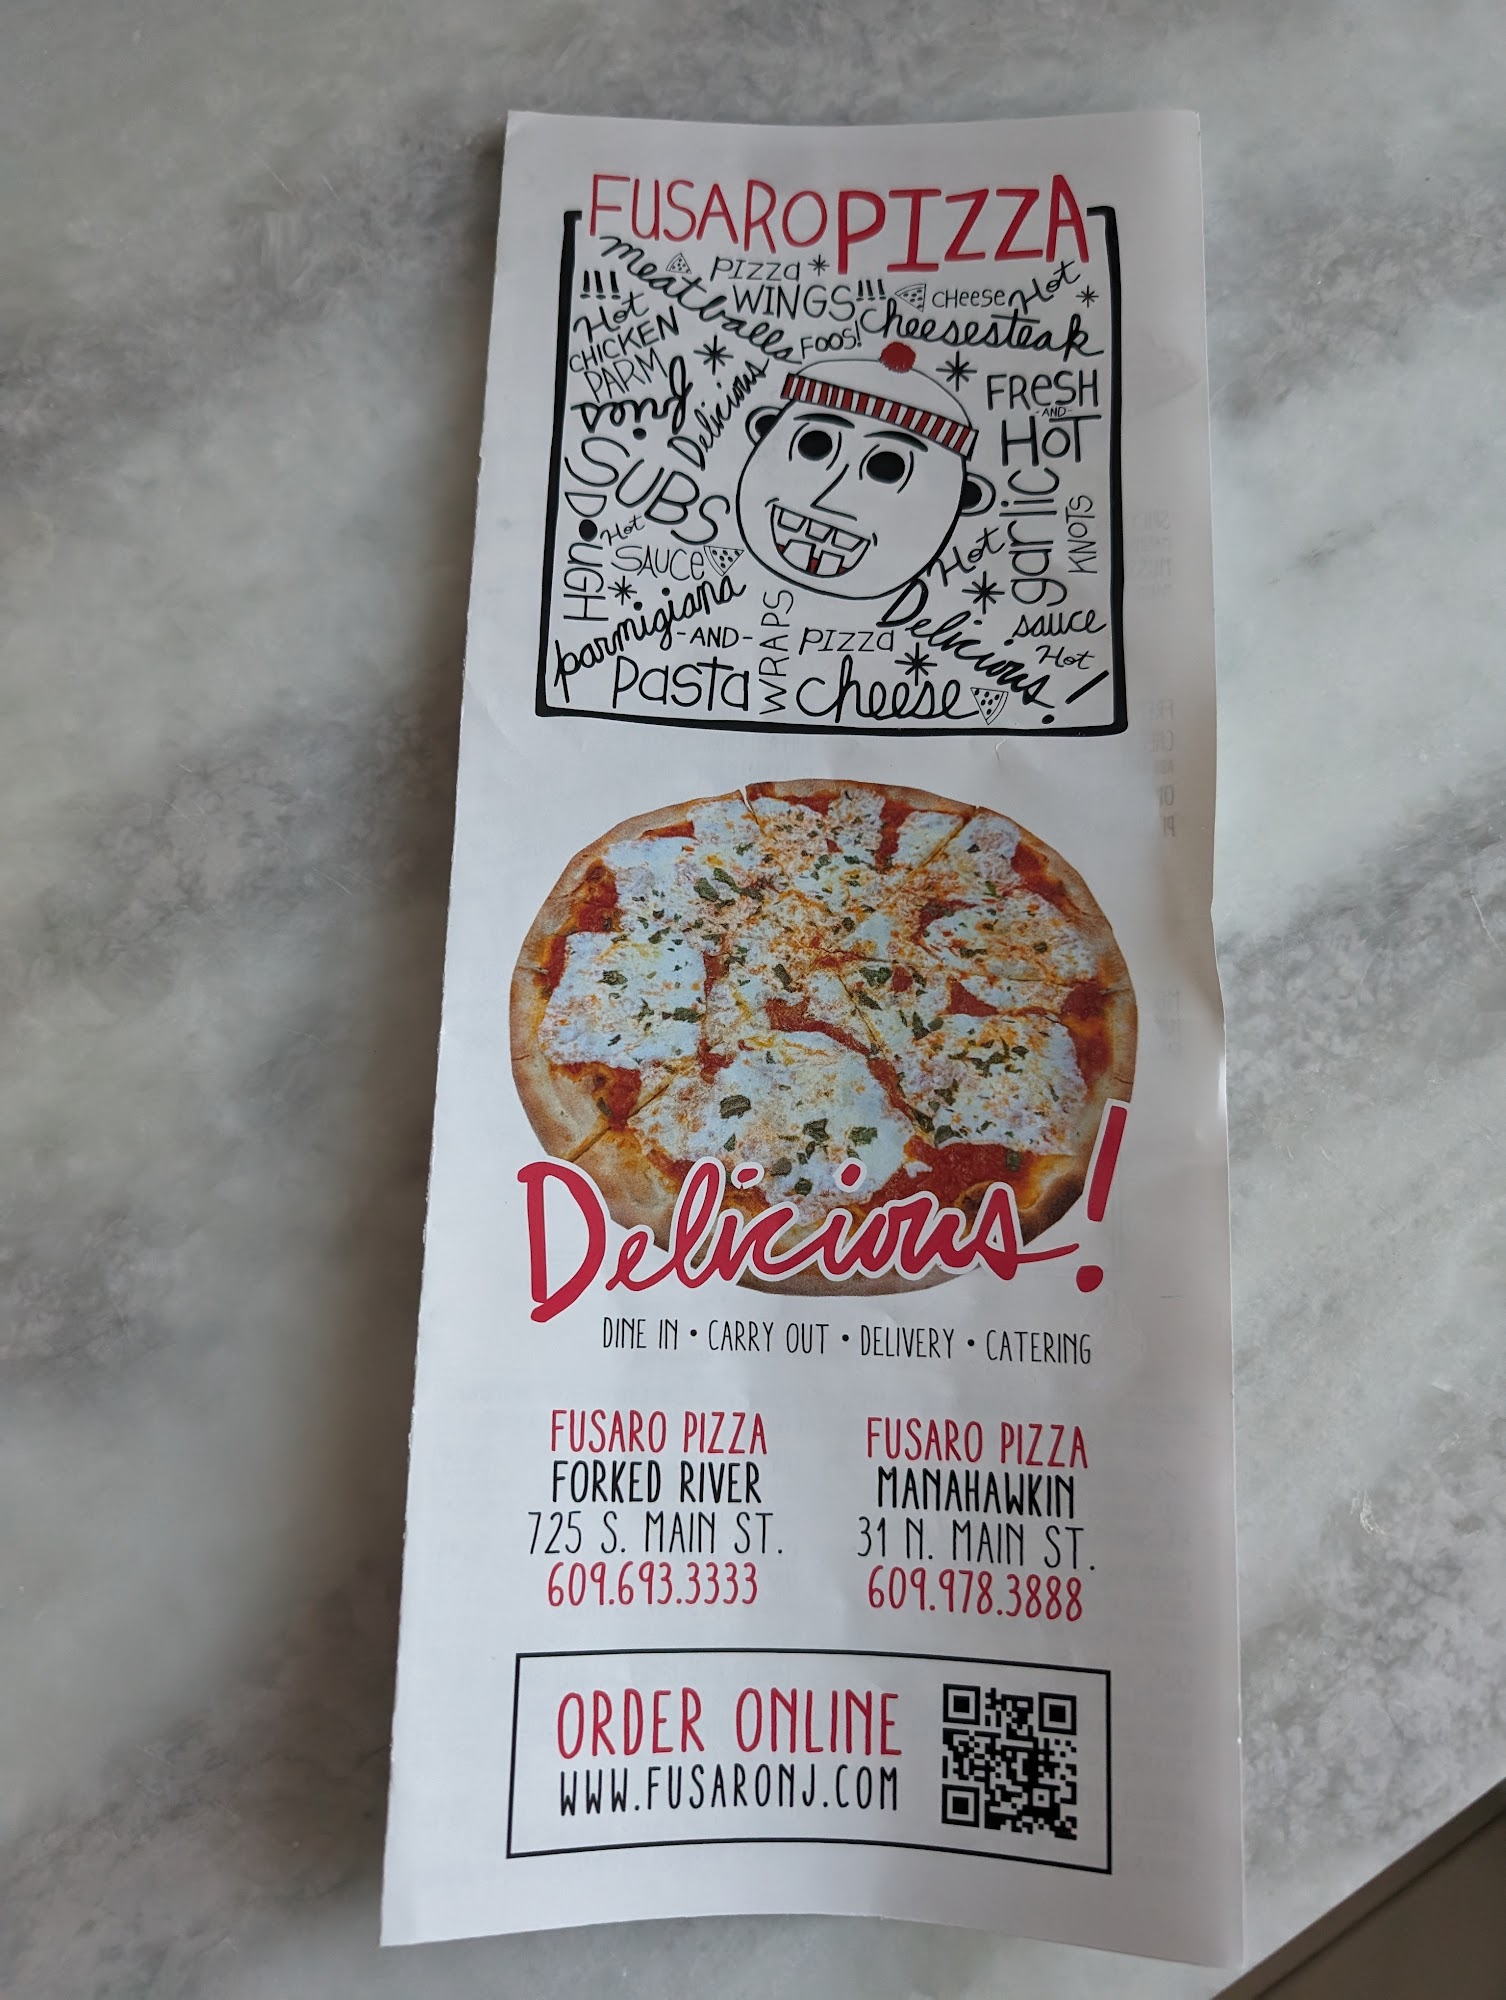 FUSAROPIZZA
meatballs
PIZZA
WINGS!!!
CHEESE
Hot
!!!
Hot
CHICKEN
PARM
fries
FOOS!
Cheesesteak
Delicious
SUBS
FRESH
-AND-
HOT
garlic
KNOTS
DOUGH
Hot
SAUCE
Hot
parmigiana
-AND-
Pasta
WRAPS
PIZZA
cheese
Delicious!
sauce
Hot
Delicious!
DINE IN • CARRY OUT • DELIVERY • CATERING
FUSARO PIZZA
FORKED RIVER
725 S. MAIN ST.
609.693.3333
FUSARO PIZZA
MANAHAWKIN
31 N. MAIN ST.
609.978.3888
ORDER ONLINE
WWW.FUSARONJ.COM